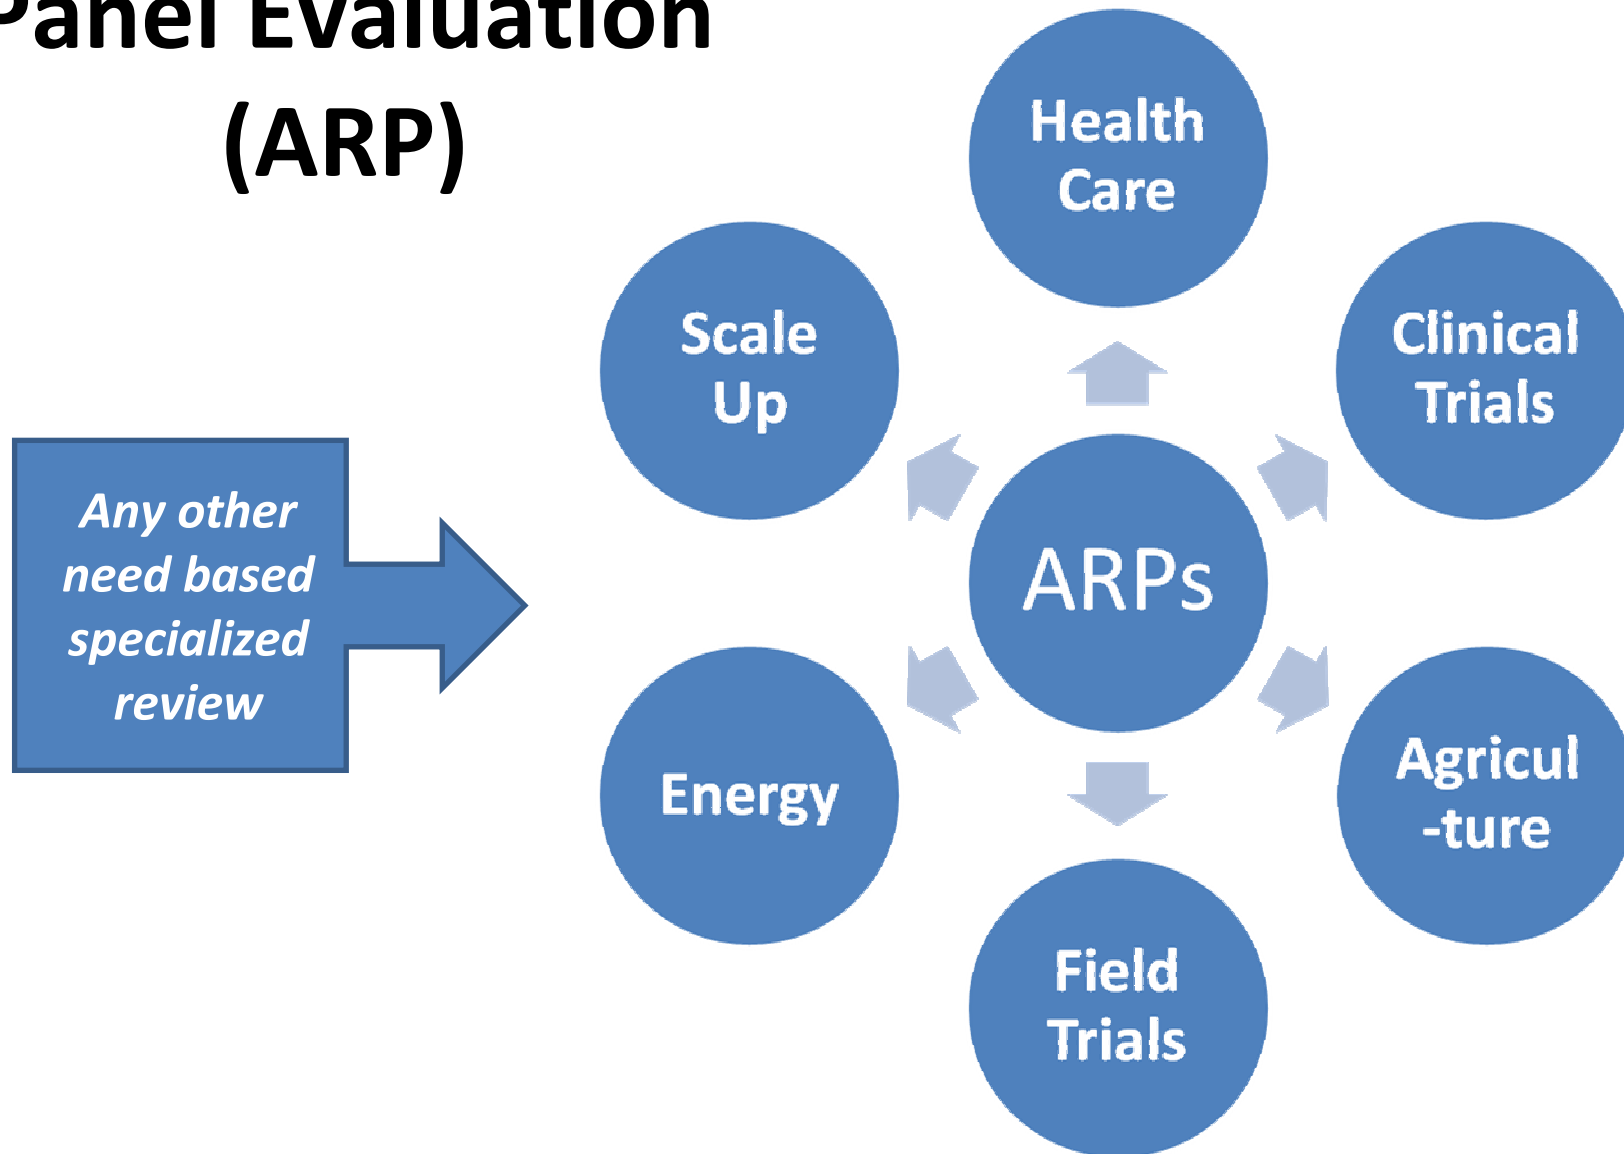 Panel Evaluation
(ARP)
Health
Care
Scale
Up
Clinical
Trials
Any other
need based
specialized
review
ARPs
Energy
Agricul
-ture
Field
Trials